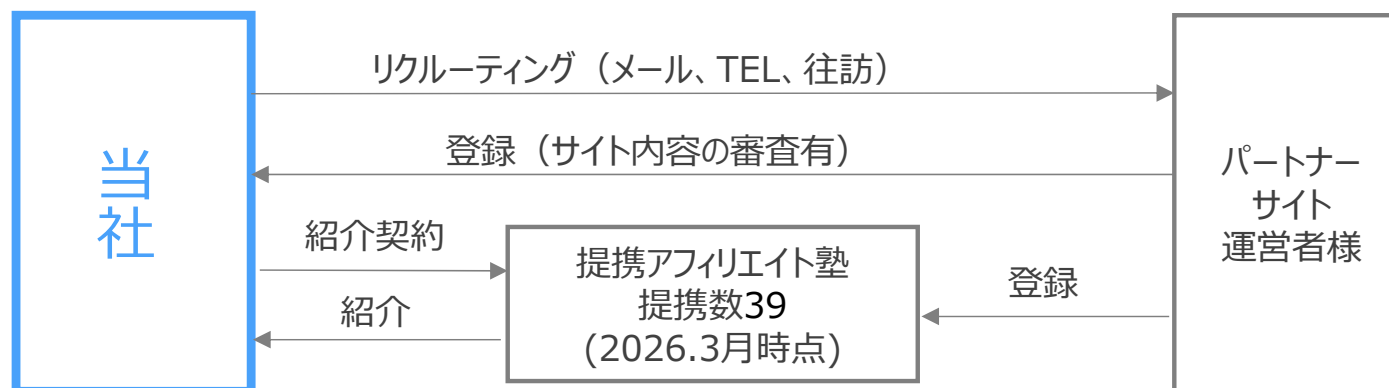 リクルーティング（メール、TEL、往訪）
登録（サイト内容の審査有）
当
社
紹介契約
紹介
提携アフィリエイト塾
提携数39
(2026.3月時点)
登録
パートナー
サイト
運営者様